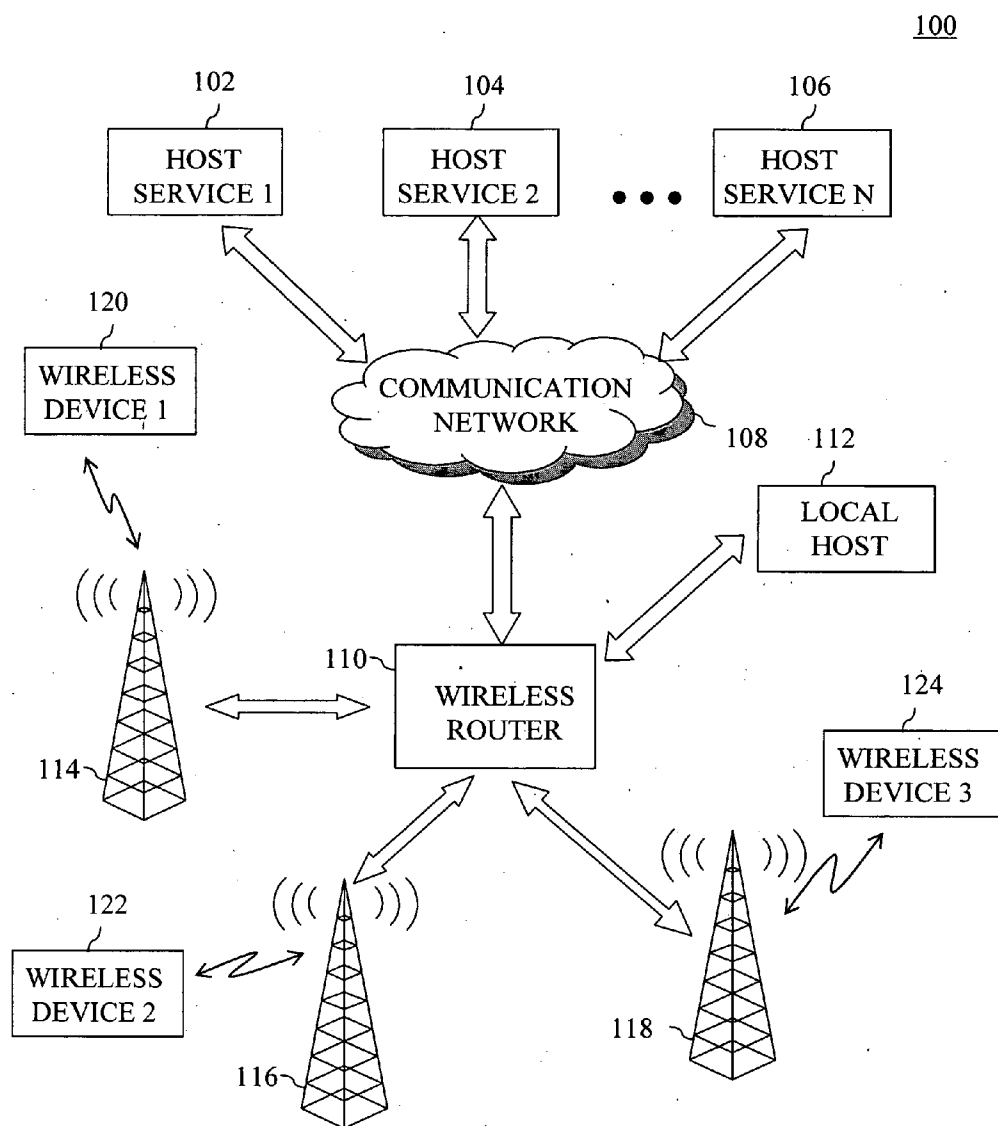 100
102
104
106
HOST
SERVICE 1
HOST
SERVICE 2
HOST
SERVICE N
120
WIRELESS
DEVICE 1
COMMUNICATION
NETWORK
108
112
LOCAL
HOST
110
WIRELESS
ROUTER
114
124
WIRELESS
DEVICE 3
122
WIRELESS
DEVICE 2
116
118